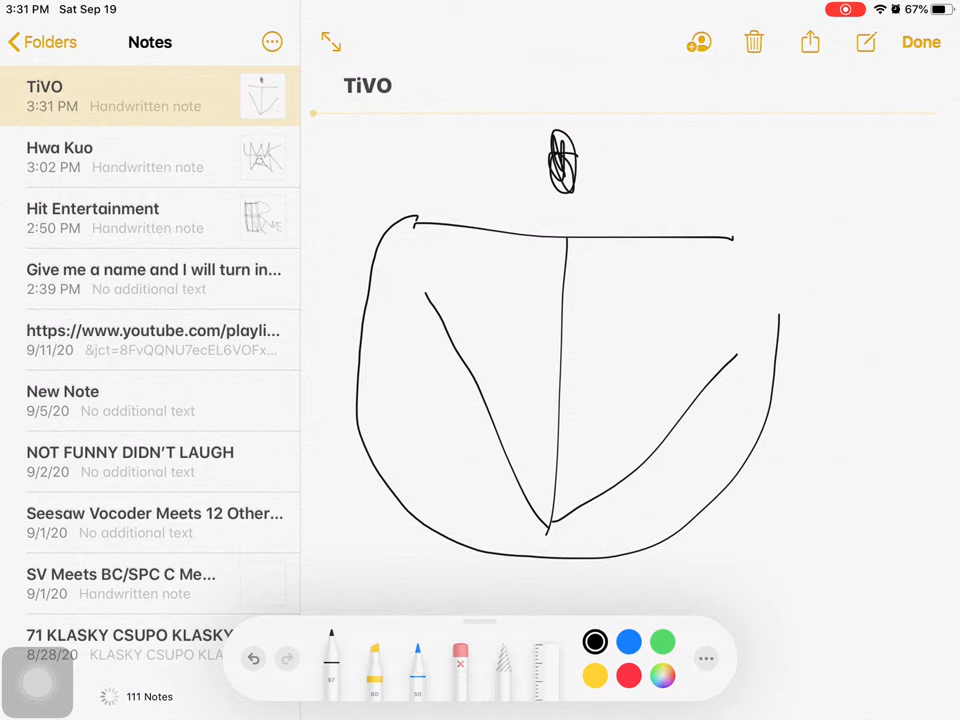 3:31 PM Sat Sep 19
67%
Folders
Notes
Done
TiVO
3:31 PM Handwritten note
Hwa Kuo
3:02 PM Handwritten note
Hit Entertainment
2:50 PM Handwritten note
Give me a name and I will turn in...
2:39 PM No additional text
https://www.youtube.com/playli...
9/11/20 &jct=8FvQQNU7ecEL6VOFx...
New Note
9/5/20 No additional text
NOT FUNNY DIDN'T LAUGH
9/2/20 No additional text
Seesaw Vocoder Meets 12 Other...
9/1/20 No additional text
SV Meets BC/SPC C Me...
9/1/20 Handwritten note
71 KLASKY CSUPO KLASKY
8/28/20 KLASKY CSUPO KLA
111 Notes
TiVO
97
80
50